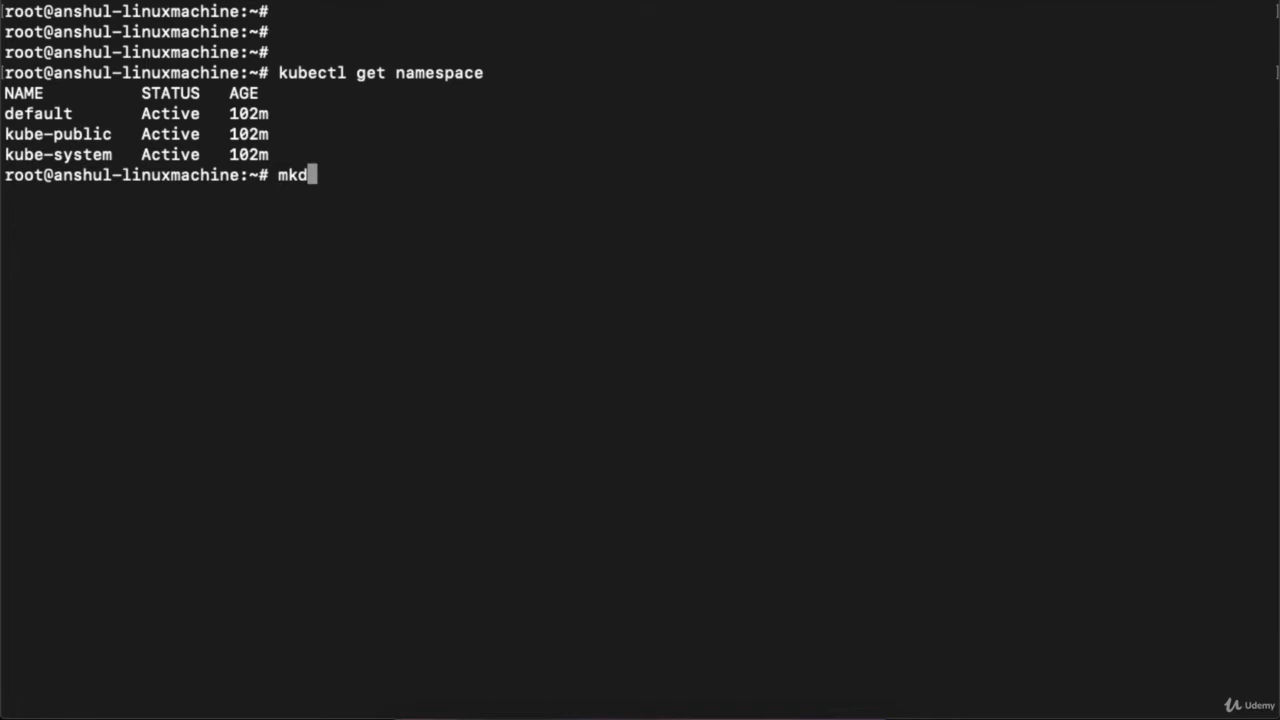 root@anshul-linuxmachine:~#
root@anshul-linuxmachine:~#
root@anshul-linuxmachine:~#
root@anshul-linuxmachine:~# kubectl get namespace
NAME STATUS AGE
default Active 102m
kube-public Active 102m
kube-system Active 102m
root@anshul-linuxmachine:~# mkd
Udemy